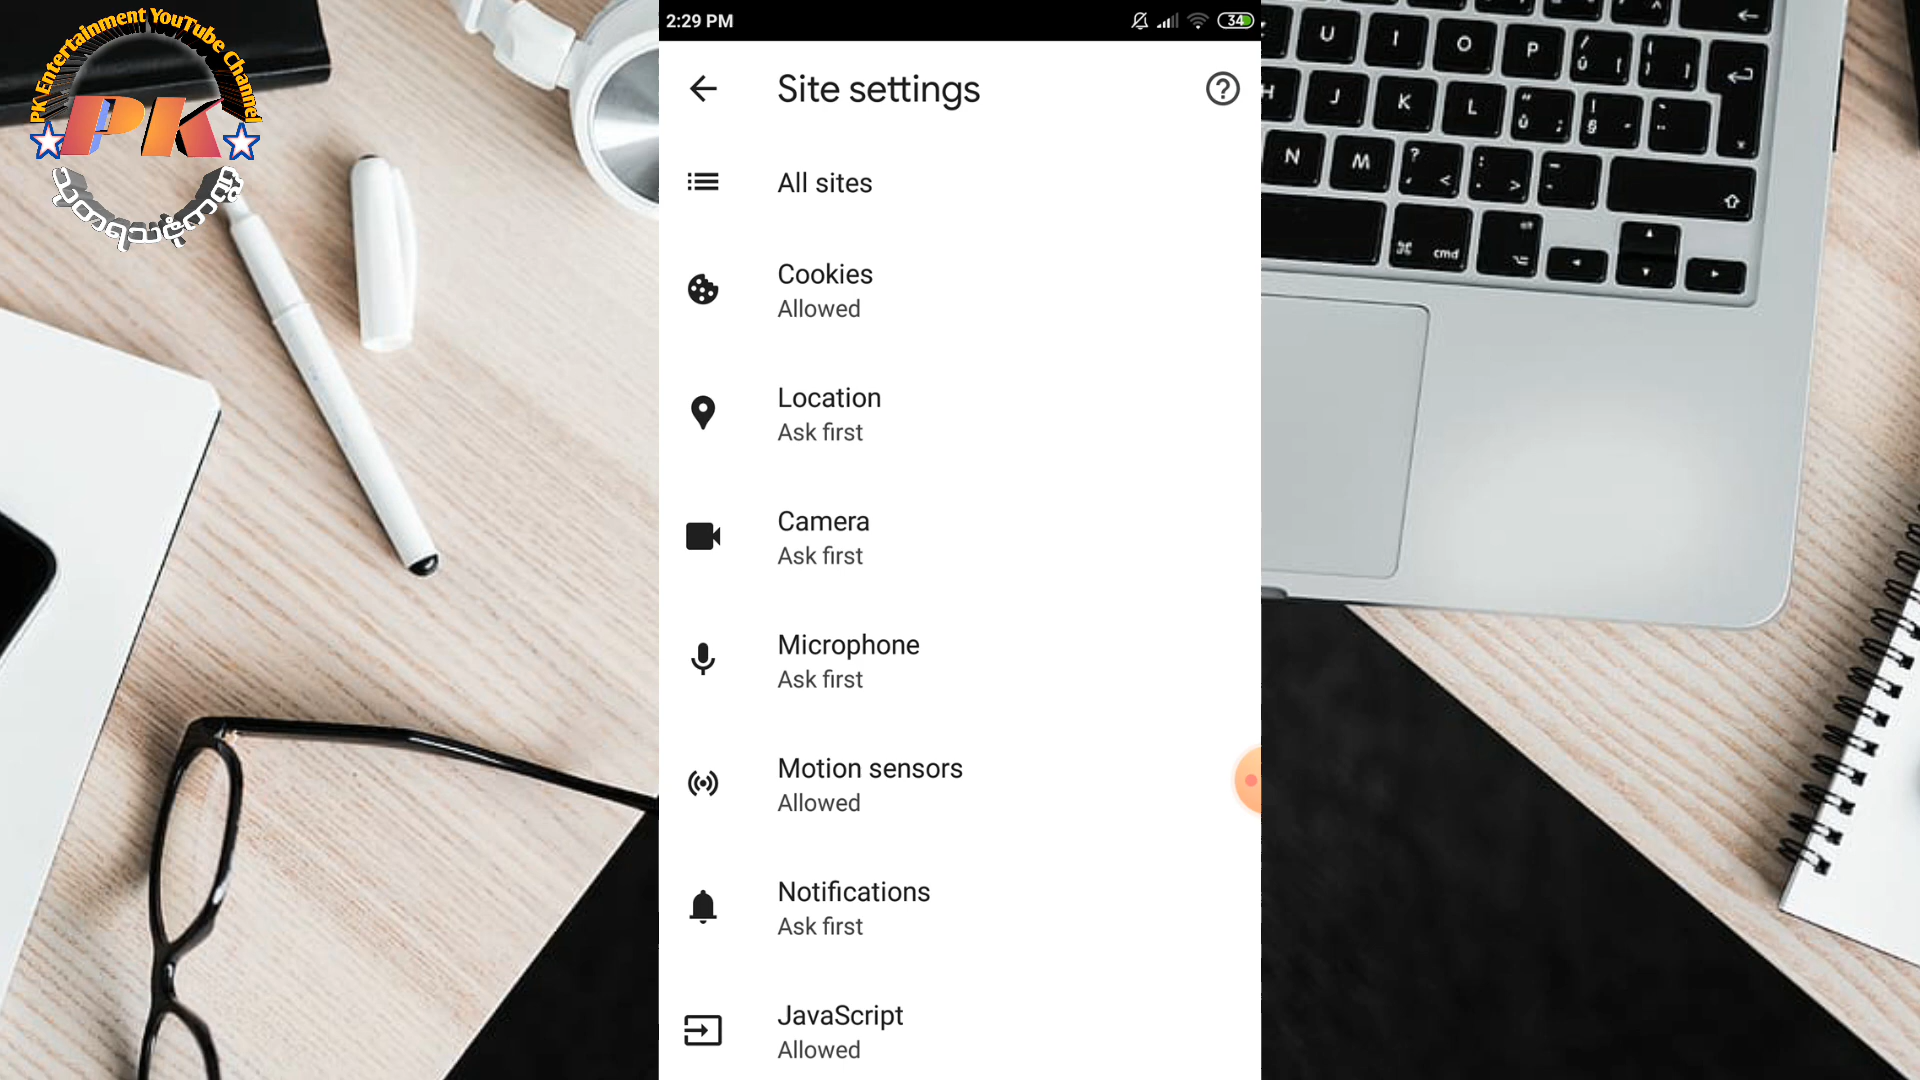 PK Entertainment YouTube Channel
PK
2:29 PM
34
Site settings
All sites
Cookies
Allowed
Location
Ask first
Camera
Ask first
Microphone
Ask first
Motion sensors
Allowed
Notifications
Ask first
JavaScript
Allowed
U I O P
H J K L
N M
cmd